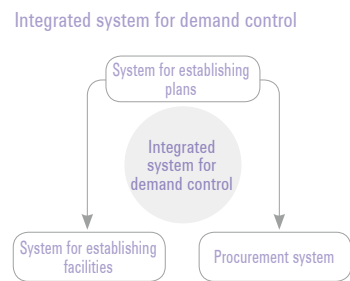 Integrated system for demand control
System for establishing
plans
Integrated
system for
demand control
System for establishing
facilities
Procurement system